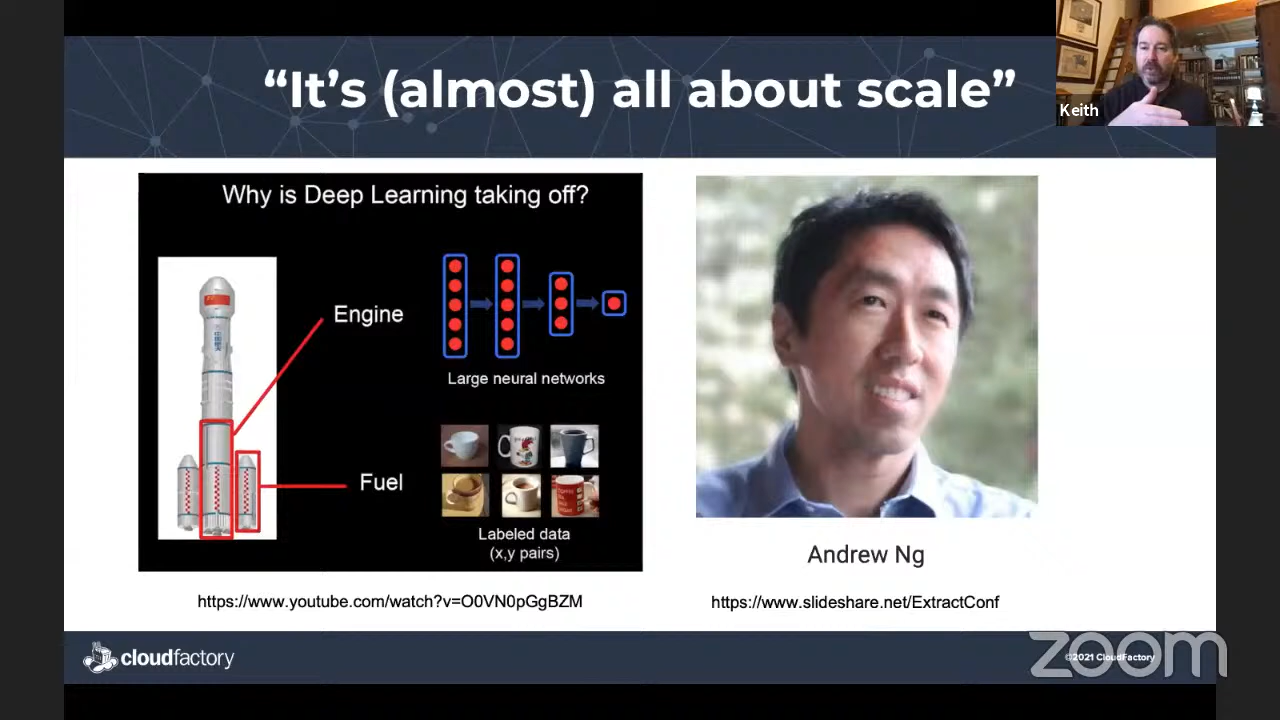 “It’s (almost) all about scale”
Keith
Why is Deep Learning taking off?
Engine
Large neural networks
Fuel
Labeled data
(x,y pairs)
Andrew Ng
https://www.youtube.com/watch?v=O0VN0pGgBZM
https://www.slideshare.net/ExtractConf
cloudfactory
©2021 CloudFactory
zoom